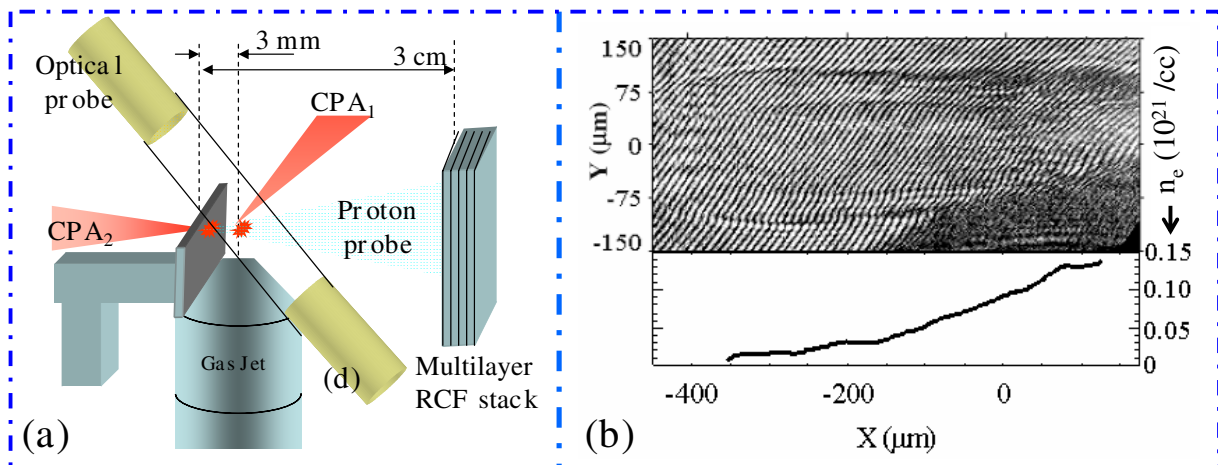 3 mm
Optical
probe
3 cm
CPA1
Proton
probe
CPA2
Gas Jet
(d)
Multilayer
RCF stack
(a)
150
75
0
-75
-150
Y (μm)
ne (10^21 /cc)
0.15
0.10
0.05
0
-400
-200
0
X (μm)
(b)